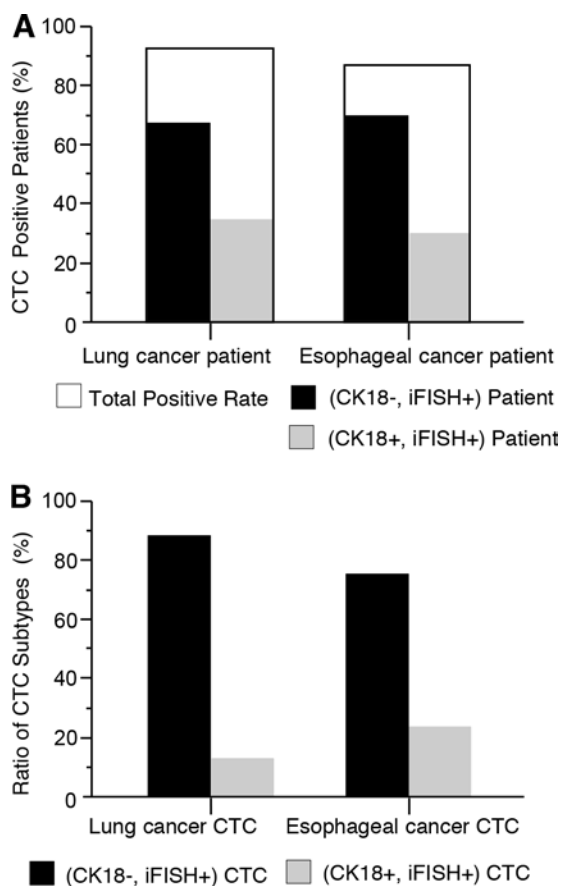 A
CTC Positive Patients (%)
100
80
60
40
20
0
Lung cancer patient Esophageal cancer patient
Total Positive Rate (CK18-, iFISH+) Patient
(CK18+, iFISH+) Patient
B
Ratio of CTC Subtypes (%)
100
80
60
40
20
0
Lung cancer CTC Esophageal cancer CTC
(CK18-, iFISH+) CTC (CK18+, iFISH+) CTC